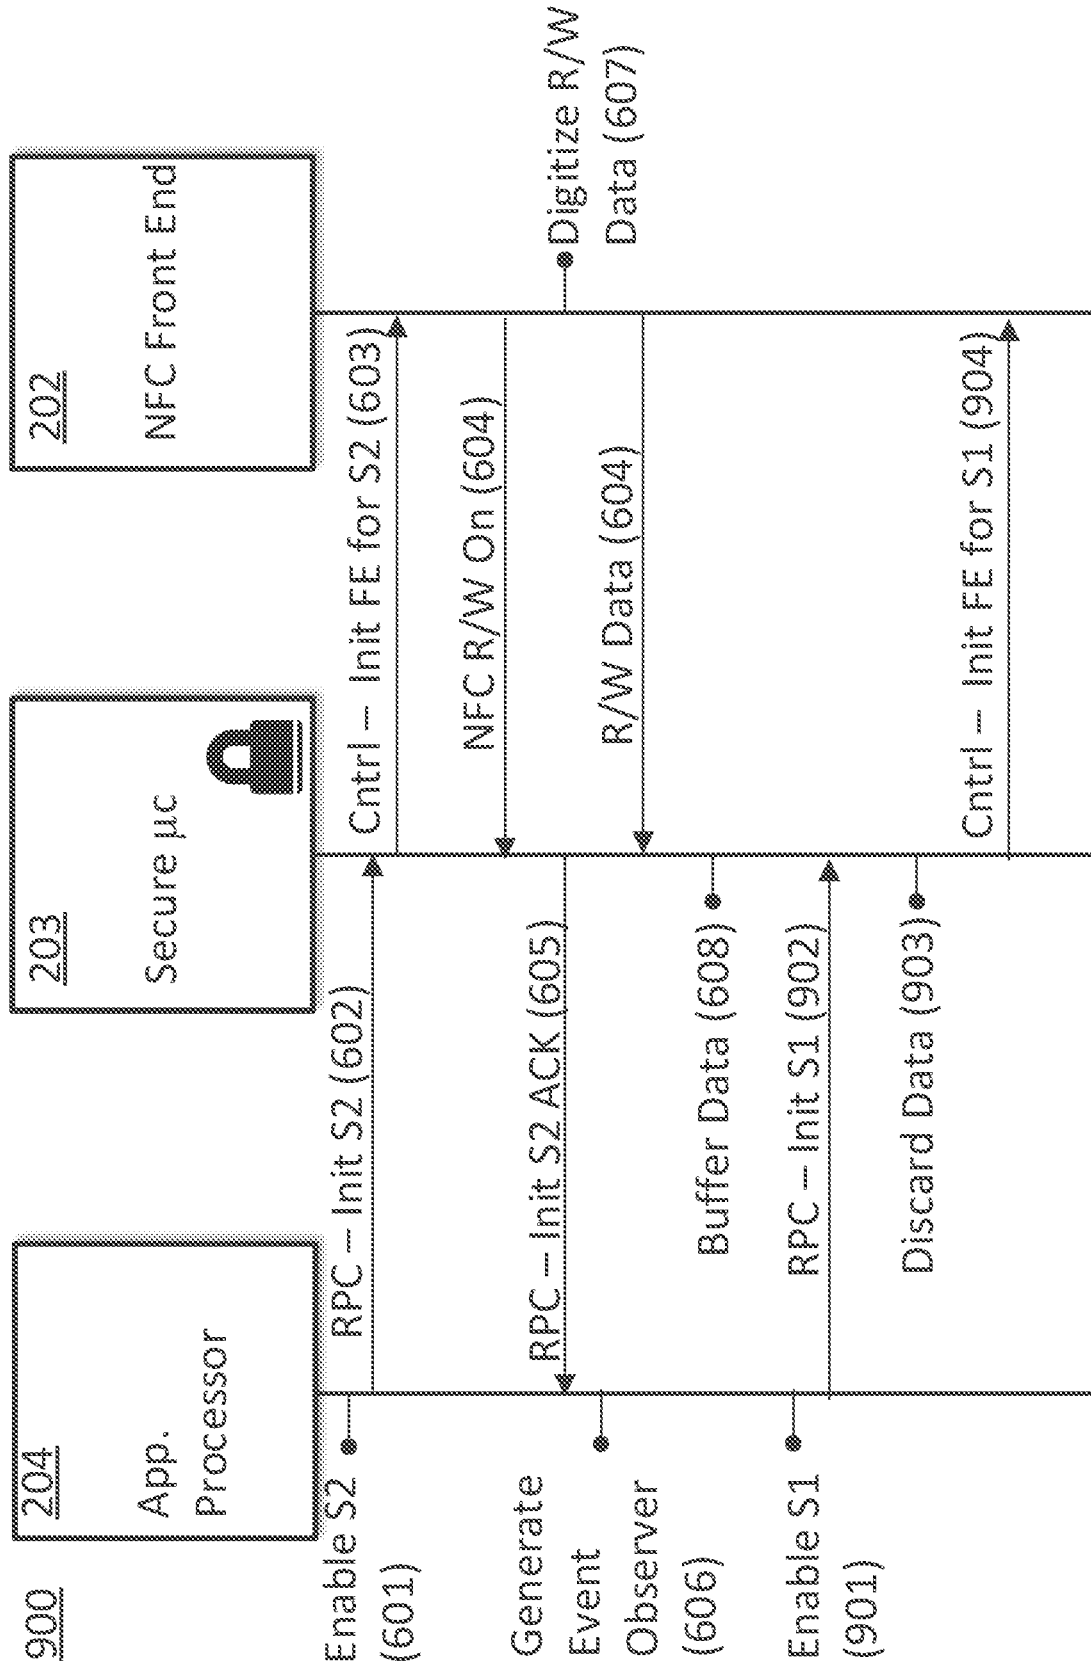 900
204
App.
Processor
203
Secure µc
202
NFC Front End
Enable S2
(601)
RPC – Init S2 (602)
Cntrl – Init FE for S2 (603)
NFC R/W On (604)
RPC – Init S2 ACK (605)
Generate
Event
Observer
(606)
Digitize R/W
Data (607)
R/W Data (604)
Buffer Data (608)
Enable S1
(901)
RPC – Init S1 (902)
Discard Data (903)
Cntrl – Init FE for S1 (904)